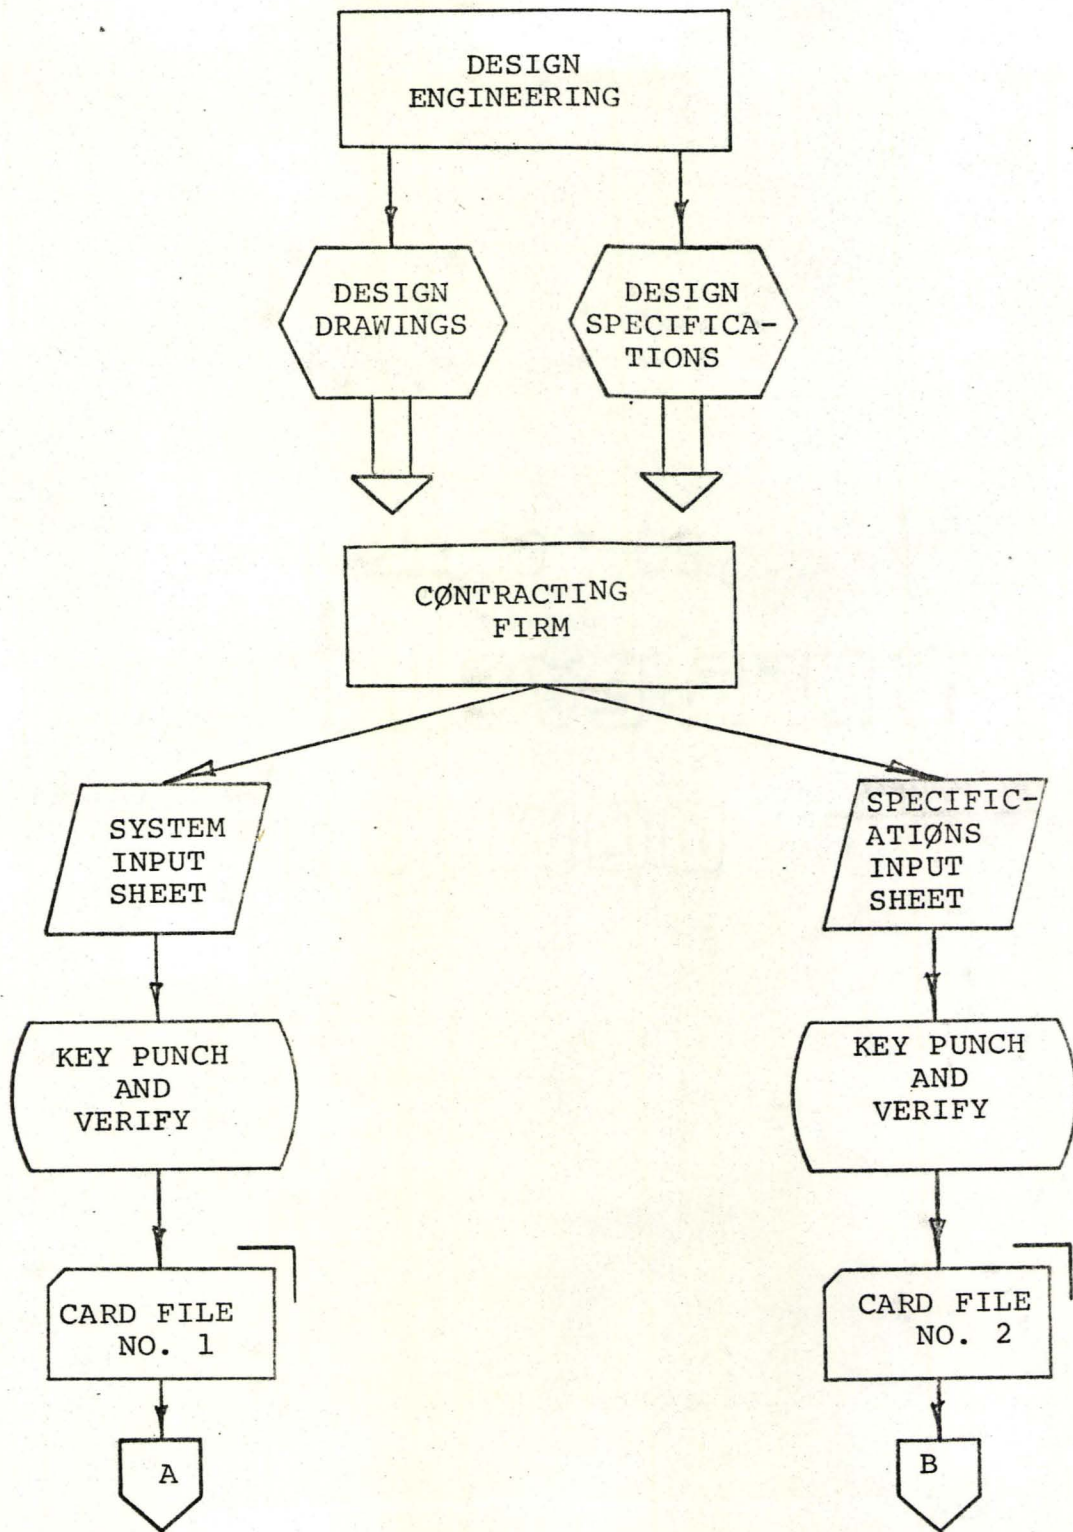 DESIGN
ENGINEERING
DESIGN
DRAWINGS
DESIGN
SPECIFICA-
TIONS
CØNTRACTING
FIRM
SYSTEM
INPUT
SHEET
SPECIFIC-
ATIØNS
INPUT
SHEET
KEY PUNCH
AND
VERIFY
KEY PUNCH
AND
VERIFY
CARD FILE
NO. 1
CARD FILE
NO. 2
A
B